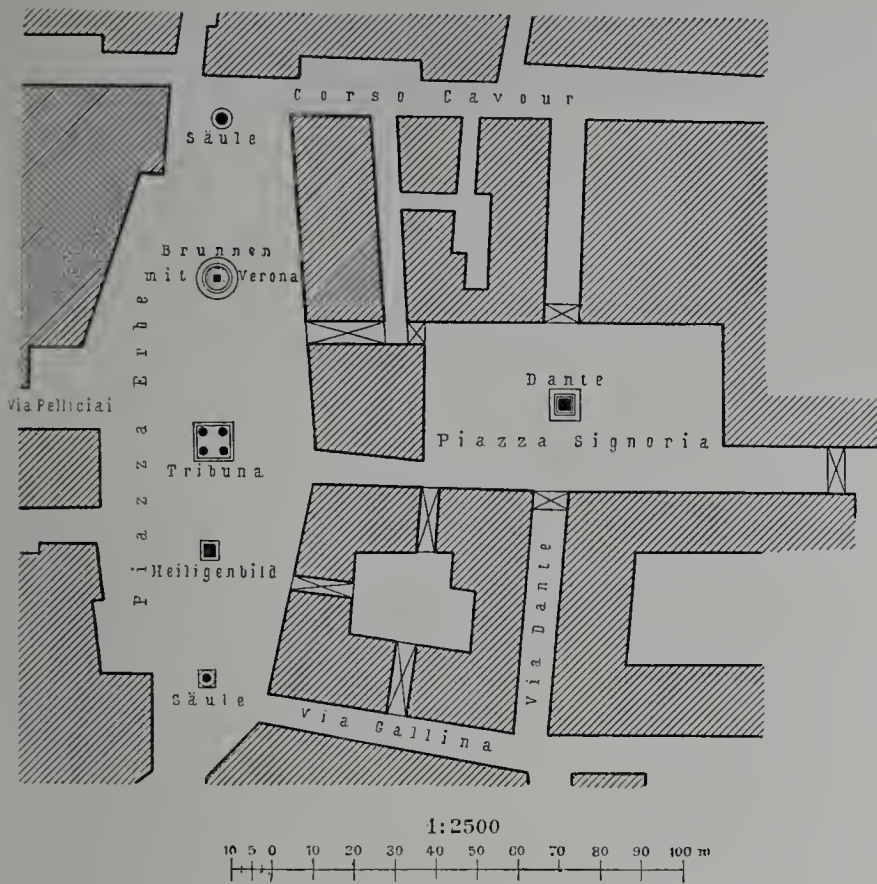 Corso Cavour
Säule
Brunnen
mit Verona
Piazza Erbe
Dante
Via Pelliciai
Piazza Signoria
Tribuna
Heiligenbild
Via Dante
Säule
Via Gallina
1:2500
10 5 0 10 20 30 40 50 60 70 80 90 100 m